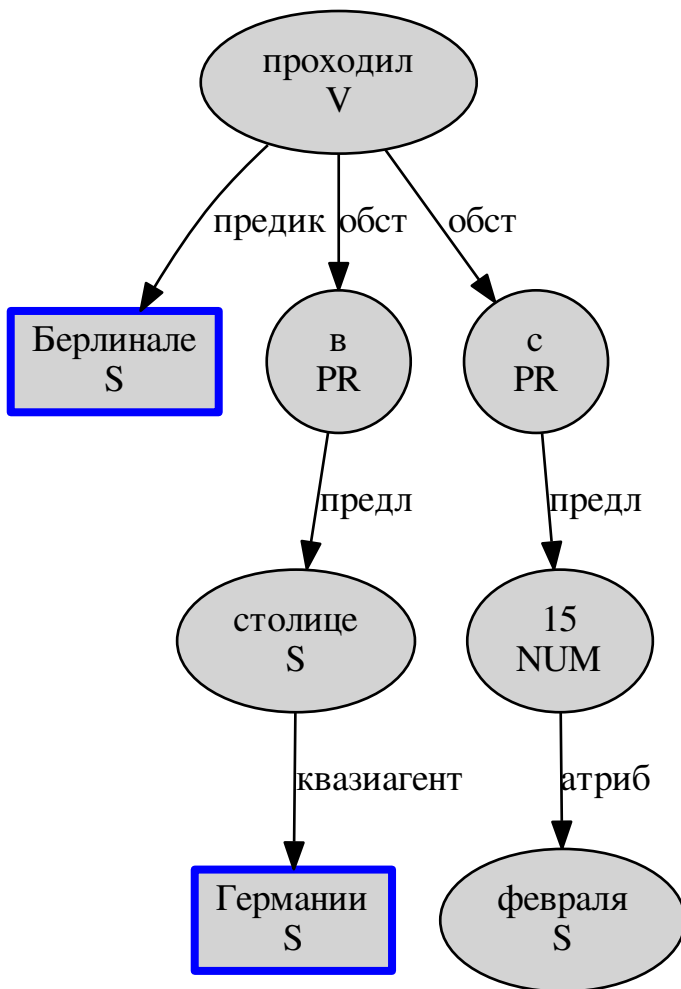 проходил
V
предик
обст
обст
Берлинале
S
в
PR
с
PR
предл
предл
столице
S
15
NUM
квазиагент
атриб
Германии
S
февраля
S